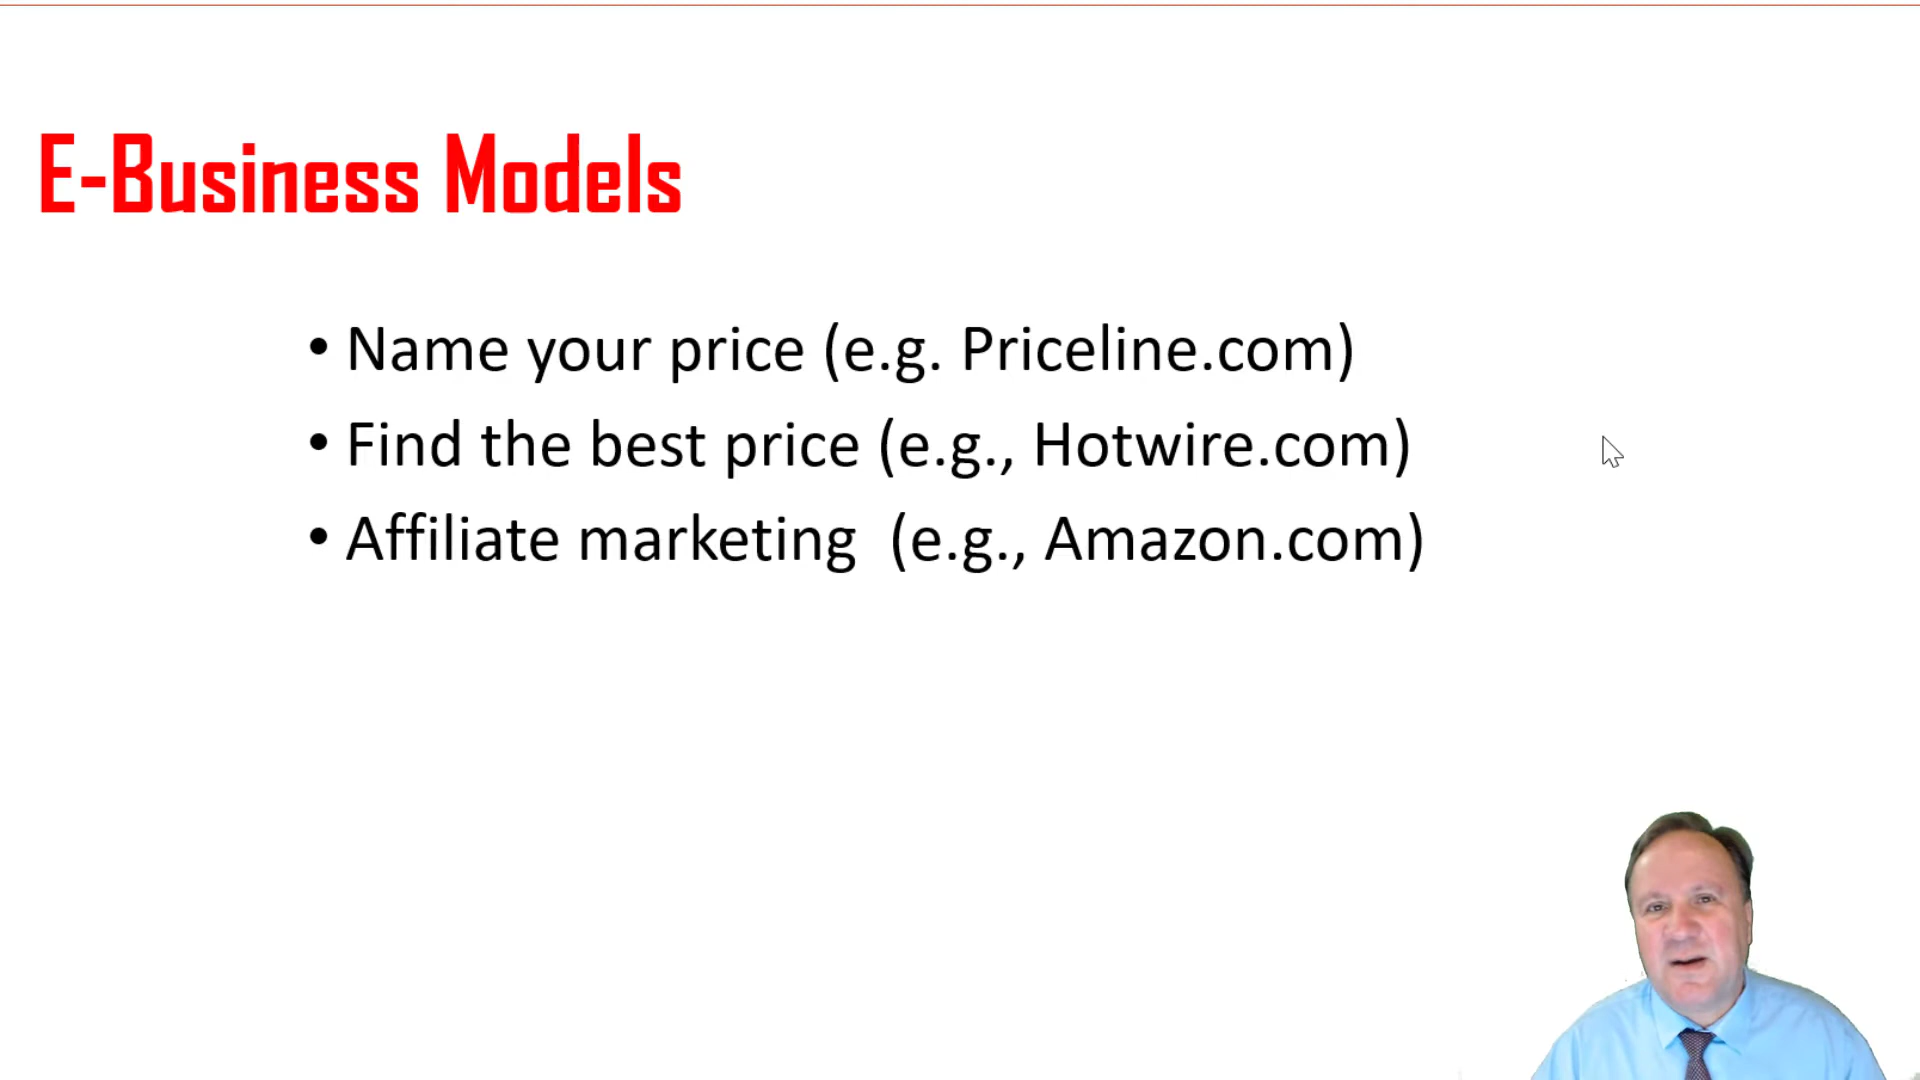 E-Business Models
• Name your price (e.g. Priceline.com)
• Find the best price (e.g., Hotwire.com)
• Affiliate marketing  (e.g., Amazon.com)